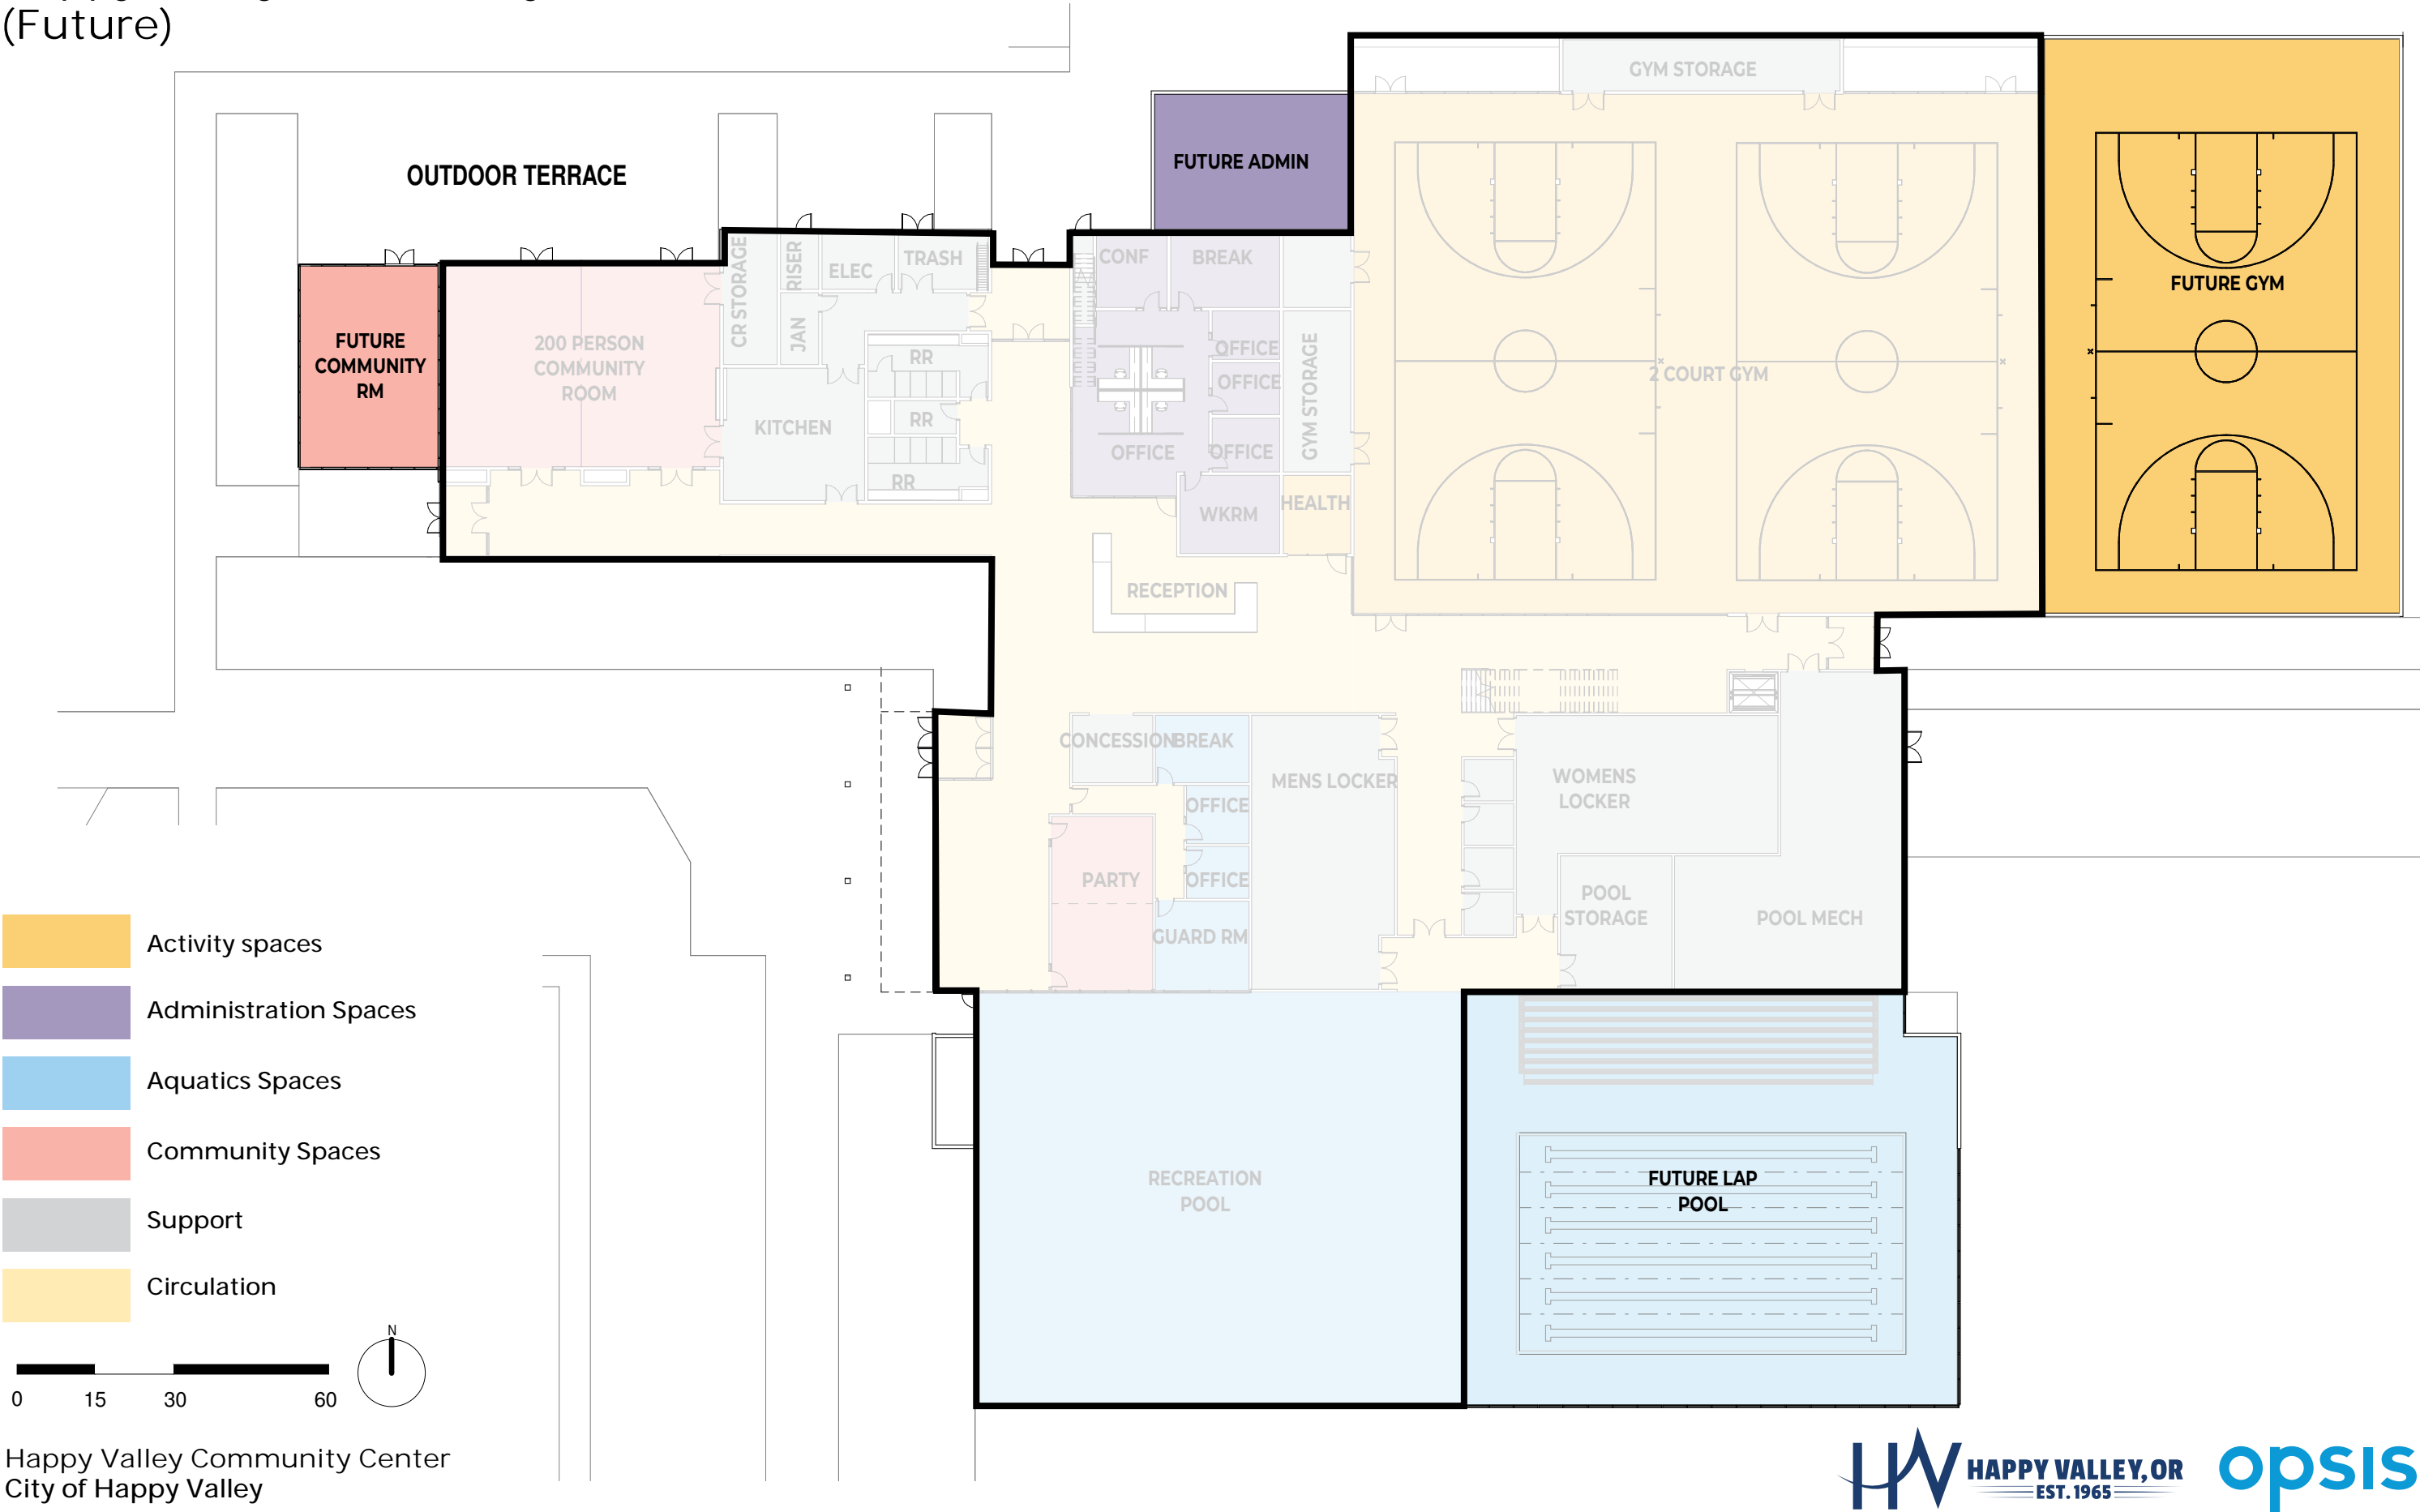 (Future)
GYM STORAGE
FUTURE ADMIN
OUTDOOR TERRACE
CR STORAGE
RISER
ELEC
TRASH
CONF
BREAK
FUTURE GYM
FUTURE
COMMUNITY
RM
200 PERSON
COMMUNITY
ROOM
JAN
RR
OFFICE
GYM STORAGE
2 COURT GYM
OFFICE
KITCHEN
RR
OFFICE
OFFICE
RR
WKRM
HEALTH
RECEPTION
CONCESSION
BREAK
MENS LOCKER
WOMENS
LOCKER
OFFICE
PARTY
OFFICE
POOL
STORAGE
POOL MECH
GUARD RM
Activity spaces
Administration Spaces
Aquatics Spaces
Community Spaces
Support
Circulation
RECREATION
POOL
FUTURE LAP
POOL
N
0 15 30 60
Happy Valley Community Center
City of Happy Valley
HV HAPPY VALLEY, OR
EST. 1965
opsis